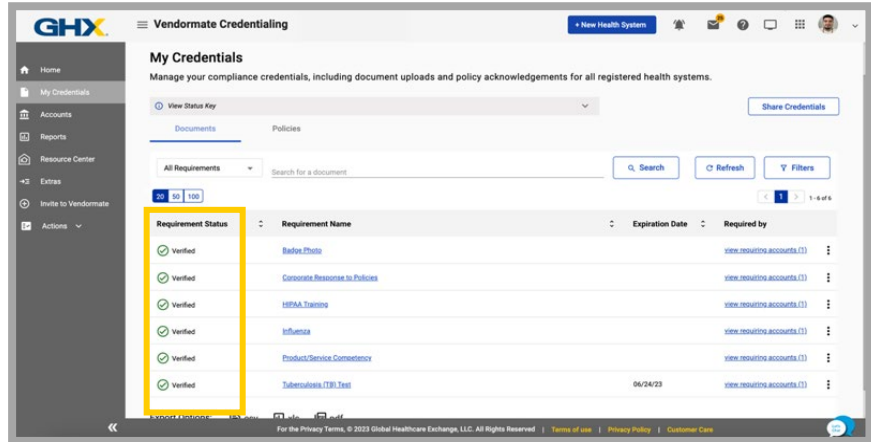 GHX
Vendormate Credentialing
+ New Health System
Home
My Credentials
Accounts
Reports
Resource Center
Extras
Invite to Vendormate
Actions
My Credentials
Manage your compliance credentials, including document uploads and policy acknowledgements for all registered health systems.
View Status Key
Share Credentials
Documents Policies
All Requirements Search for a document Search Refresh Filters
20 50 100 1 1-6 of 6
Requirement Status Requirement Name Expiration Date Required by
Verified Badge Photo view requiring accounts (1)
Verified Corporate Response to Policies view requiring accounts (1)
Verified HIPAA Training view requiring accounts (1)
Verified Influenza view requiring accounts (1)
Verified Product/Service Competency view requiring accounts (1)
Verified Tuberculosis (TB) Test 06/24/23 view requiring accounts (1)
Export Options: csv xls pdf
For the Privacy Terms, © 2023 Global Healthcare Exchange, LLC. All Rights Reserved | Terms of use | Privacy Policy | Customer Care